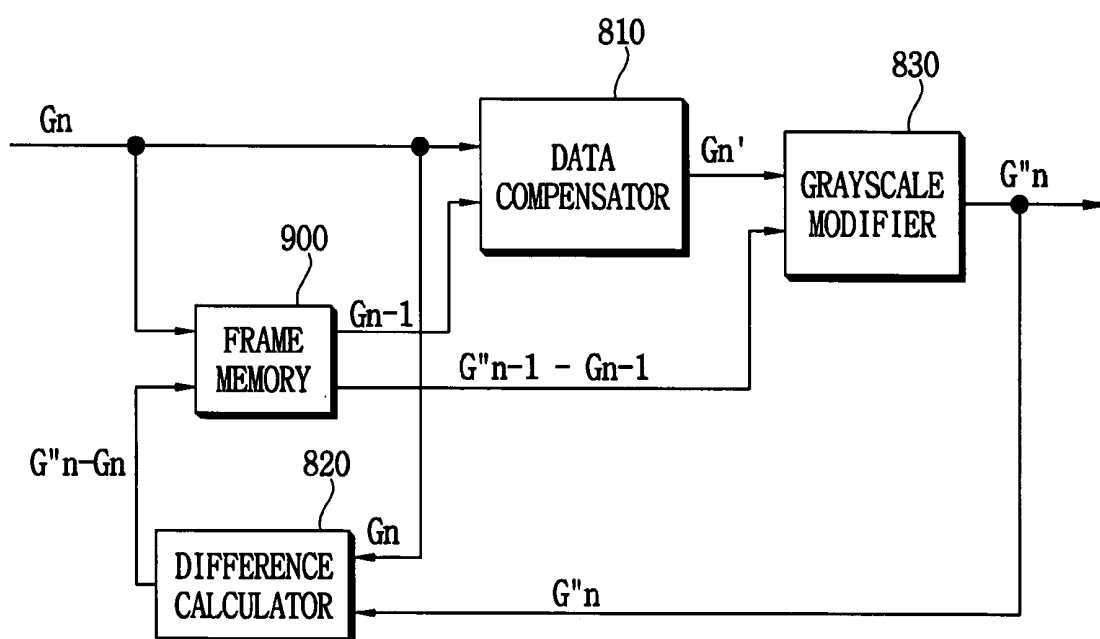 810
830
Gn
DATA
COMPENSATOR
Gn'
GRAYSCALE
MODIFIER
G"n
900
FRAME
MEMORY
Gn-1
G"n-1 - Gn-1
G"n-Gn
820
Gn
DIFFERENCE
CALCULATOR
G"n